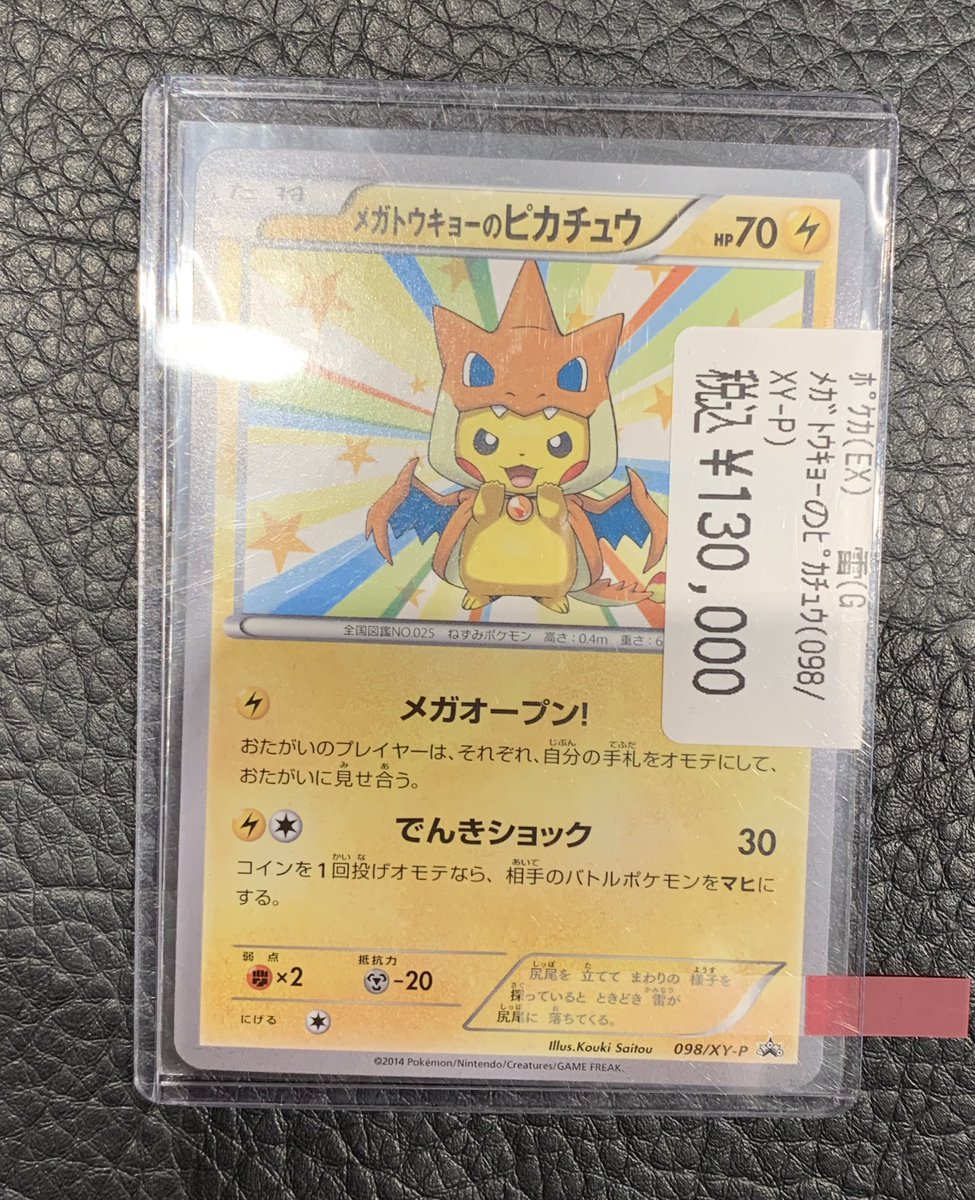 たね
メガトウキョーのピカチュウ HP70
全国図鑑NO.025 ねずみポケモン 高さ:0.4m 重さ:6
ポケカ(EX) 雷(G
メガトウキョーのピカチュウ(098/
XY-P)
税込 ¥130,000
メガオープン!
おたがいのプレイヤーは、それぞれ、自分の手札をオモテにして、
おたがいに見せ合う。
でんきショック 30
コインを1回投げオモテなら、相手のバトルポケモンをマヒに
する。
弱点 抵抗力
×2 -20
にげる
尻尾を 立てて まわりの 様子を
探っていると ときどき 雷が
尻尾に 落ちてくる。
Illus.Kouki Saitou 098/XY-P
©2014 Pokémon/Nintendo/Creatures/GAME FREAK.